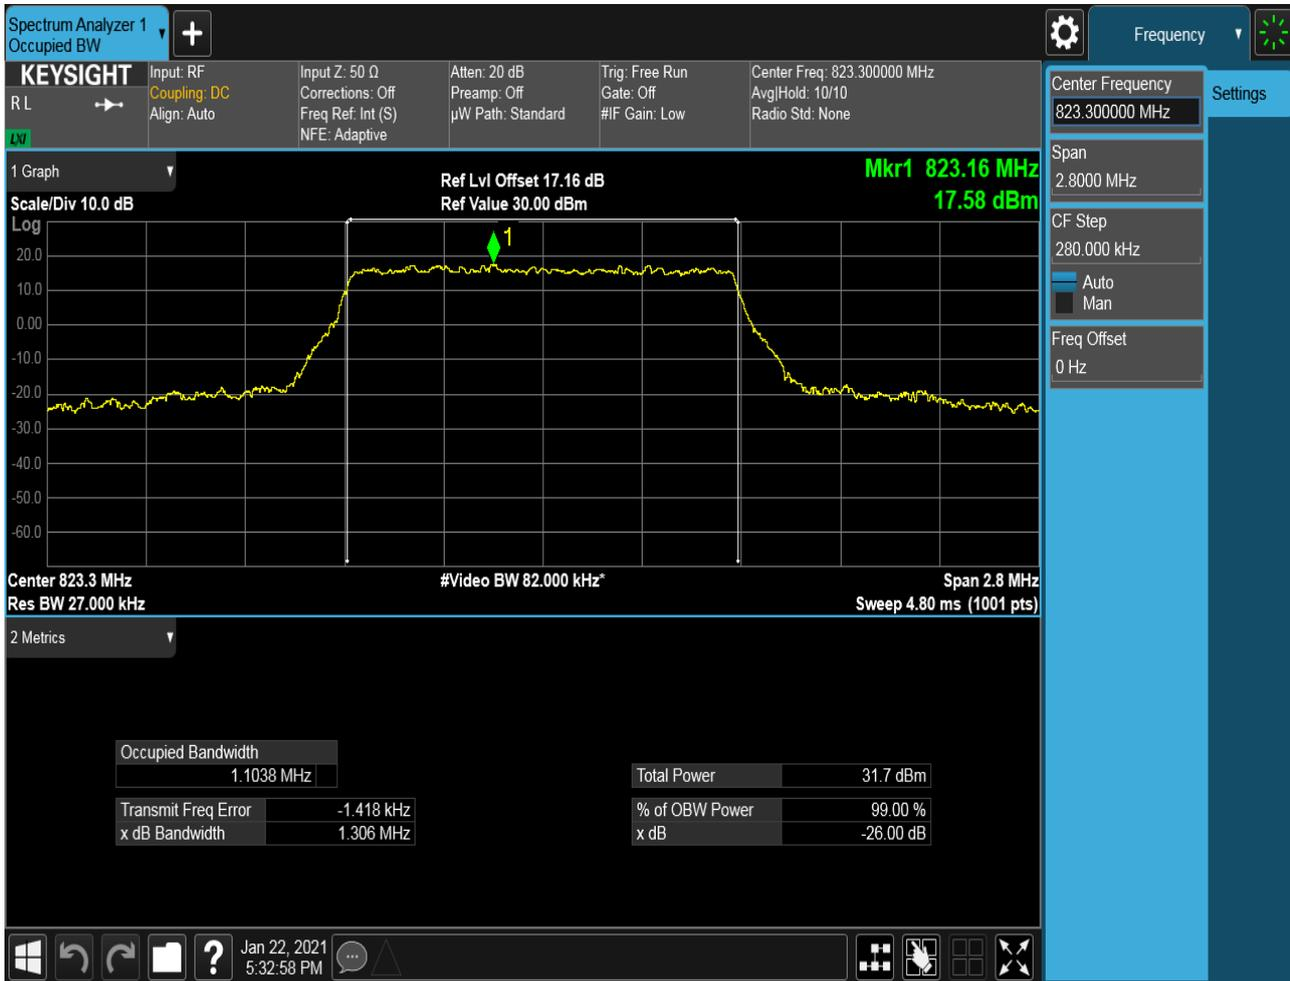 Spectrum Analyzer 1
Occupied BW
Frequency
KEYSIGHT
R L
LXI
Input: RF
Coupling: DC
Align: Auto
Input Z: 50 Ω
Corrections: Off
Freq Ref: Int (S)
NFE: Adaptive
Atten: 20 dB
Preamp: Off
µW Path: Standard
Trig: Free Run
Gate: Off
#IF Gain: Low
Center Freq: 823.300000 MHz
Avg|Hold: 10/10
Radio Std: None
Center Frequency
823.300000 MHz
Settings
Span
2.8000 MHz
CF Step
280.000 kHz
Auto
Man
Freq Offset
0 Hz
1 Graph
Ref Lvl Offset 17.16 dB
Mkr1 823.16 MHz
Scale/Div 10.0 dB
Ref Value 30.00 dBm
17.58 dBm
Log
1
20.0
10.0
0.00
-10.0
-20.0
-30.0
-40.0
-50.0
-60.0
Center 823.3 MHz
#Video BW 82.000 kHz*
Span 2.8 MHz
Res BW 27.000 kHz
Sweep 4.80 ms (1001 pts)
2 Metrics
Occupied Bandwidth
1.1038 MHz
Total Power 31.7 dBm
Transmit Freq Error -1.418 kHz
% of OBW Power 99.00 %
x dB Bandwidth 1.306 MHz
x dB -26.00 dB
?
Jan 22, 2021
5:32:58 PM